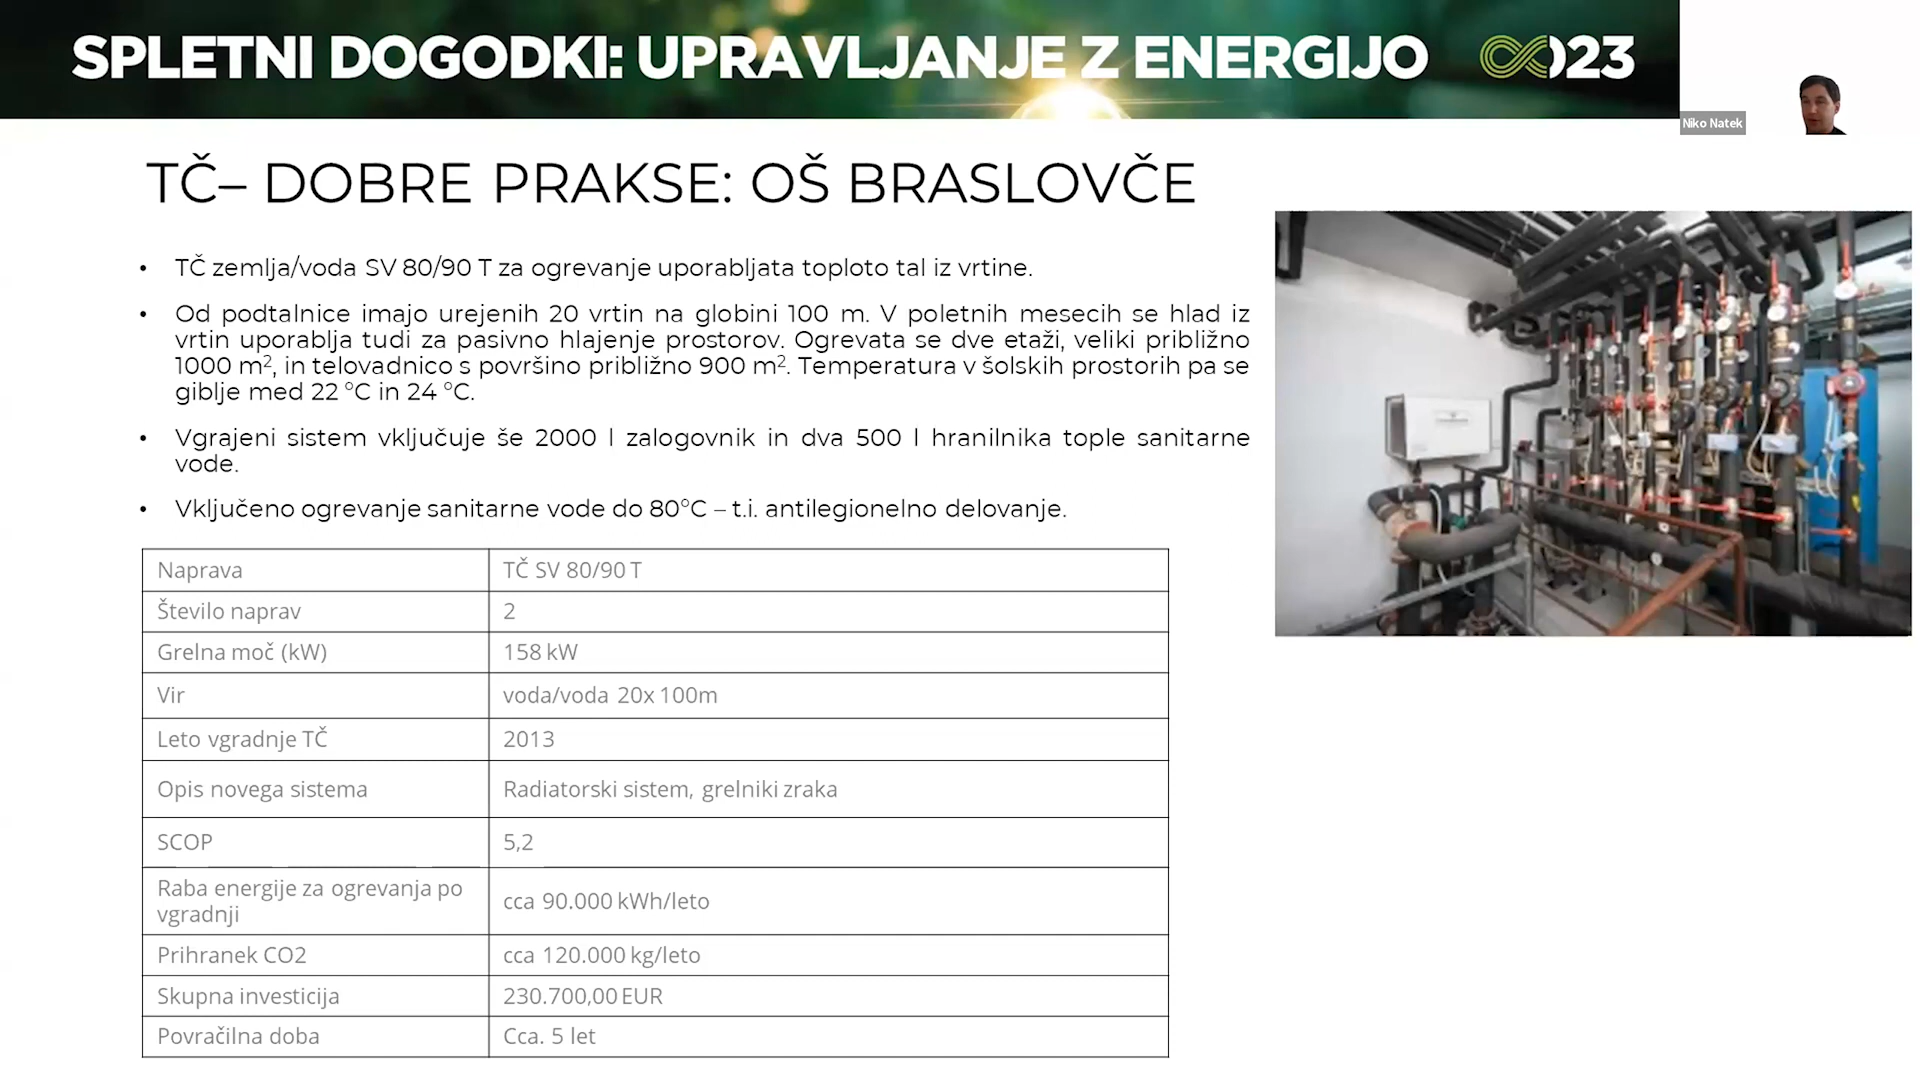 SPLETNI DOGODKI: UPRAVLJANJE Z ENERGIJO
23
Niko Natek
TČ– DOBRE PRAKSE: OŠ BRASLOVČE
• TČ zemlja/voda SV 80/90 T za ogrevanje uporabljata toploto tal iz vrtine.
• Od podtalnice imajo urejenih 20 vrtin na globini 100 m. V poletnih mesecih se hlad iz
vrtin uporablja tudi za pasivno hlajenje prostorov. Ogrevata se dve etaži, veliki približno
1000 m², in telovadnico s površino približno 900 m². Temperatura v šolskih prostorih pa se
giblje med 22 °C in 24 °C.
• Vgrajeni sistem vključuje še 2000 l zalogovnik in dva 500 l hranilnika tople sanitarne
vode.
• Vključeno ogrevanje sanitarne vode do 80°C – t.i. antilegionelno delovanje.
Naprava TČ SV 80/90 T
Število naprav 2
Grelna moč (kW) 158 kW
Vir voda/voda 20x 100m
Leto vgradnje TČ 2013
Opis novega sistema Radiatorski sistem, grelniki zraka
SCOP 5,2
Raba energije za ogrevanja po
vgradnji
cca 90.000 kWh/leto
Prihranek CO2 cca 120.000 kg/leto
Skupna investicija 230.700,00 EUR
Povračilna doba Cca. 5 let